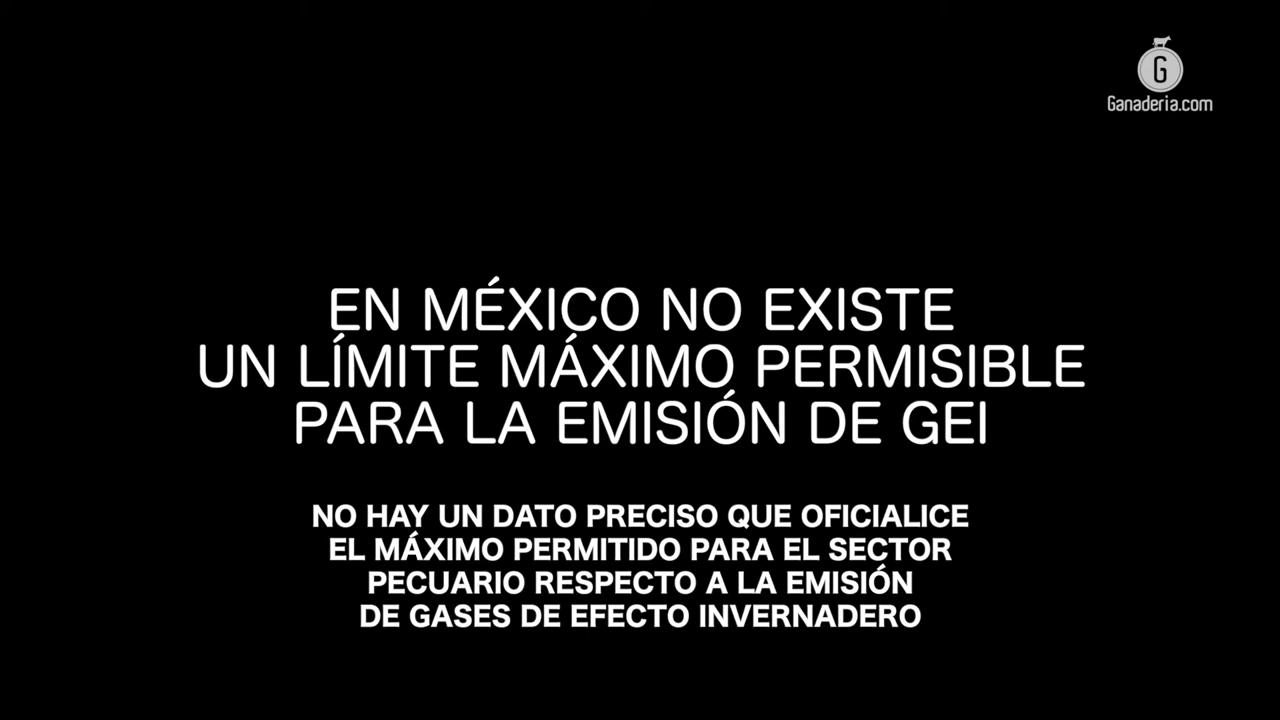 G
Ganaderia.com
EN MÉXICO NO EXISTE
UN LÍMITE MÁXIMO PERMISIBLE
PARA LA EMISIÓN DE GEI
NO HAY UN DATO PRECISO QUE OFICIALICE
EL MÁXIMO PERMITIDO PARA EL SECTOR
PECUARIO RESPECTO A LA EMISIÓN
DE GASES DE EFECTO INVERNADERO